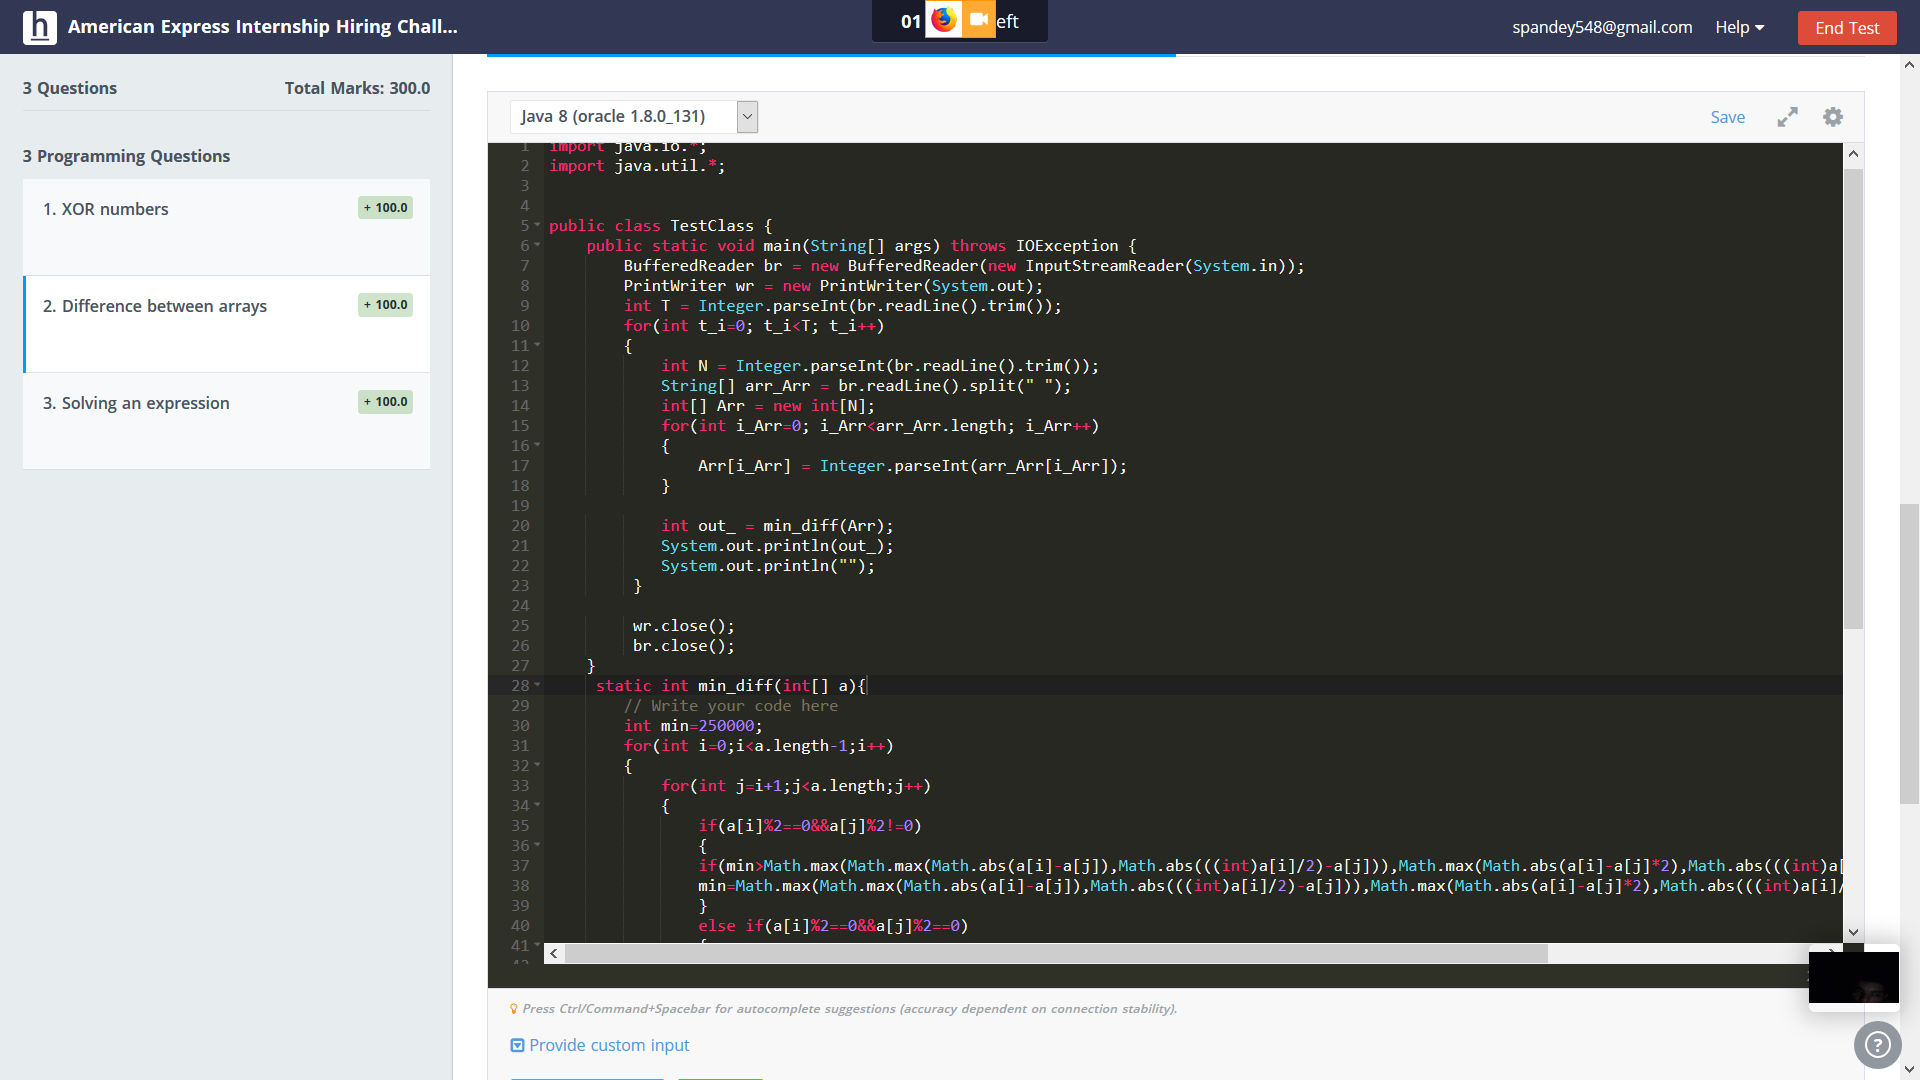 h American Express Internship Hiring Chall...
01 eft
spandey548@gmail.com Help End Test
3 Questions Total Marks: 300.0
3 Programming Questions
1. XOR numbers + 100.0
2. Difference between arrays + 100.0
3. Solving an expression + 100.0
Java 8 (oracle 1.8.0_131) Save
1 import java.io.*;
2 import java.util.*;
3
4
5 public class TestClass {
6 public static void main(String[] args) throws IOException {
7 BufferedReader br = new BufferedReader(new InputStreamReader(System.in));
8 PrintWriter wr = new PrintWriter(System.out);
9 int T = Integer.parseInt(br.readLine().trim());
10 for(int t_i=0; t_i<T; t_i++)
11 {
12 int N = Integer.parseInt(br.readLine().trim());
13 String[] arr_Arr = br.readLine().split(" ");
14 int[] Arr = new int[N];
15 for(int i_Arr=0; i_Arr<arr_Arr.length; i_Arr++)
16 {
17 Arr[i_Arr] = Integer.parseInt(arr_Arr[i_Arr]);
18 }
19
20 int out_ = min_diff(Arr);
21 System.out.println(out_);
22 System.out.println("");
23 }
24
25 wr.close();
26 br.close();
27 }
28 static int min_diff(int[] a){
29 // Write your code here
30 int min=250000;
31 for(int i=0;i<a.length-1;i++)
32 {
33 for(int j=i+1;j<a.length;j++)
34 {
35 if(a[i]%2==0&&a[j]%2!=0)
36 {
37 if(min>Math.max(Math.max(Math.abs(a[i]-a[j]),Math.abs(((int)a[i]/2)-a[j])),Math.max(Math.abs(a[i]-a[j]*2),Math.abs(((int)a[
38 min=Math.max(Math.max(Math.abs(a[i]-a[j]),Math.abs(((int)a[i]/2)-a[j])),Math.max(Math.abs(a[i]-a[j]*2),Math.abs(((int)a[i]/
39 }
40 else if(a[i]%2==0&&a[j]%2==0)
41 {
Press Ctrl/Command+Spacebar for autocomplete suggestions (accuracy dependent on connection stability).
Provide custom input
?